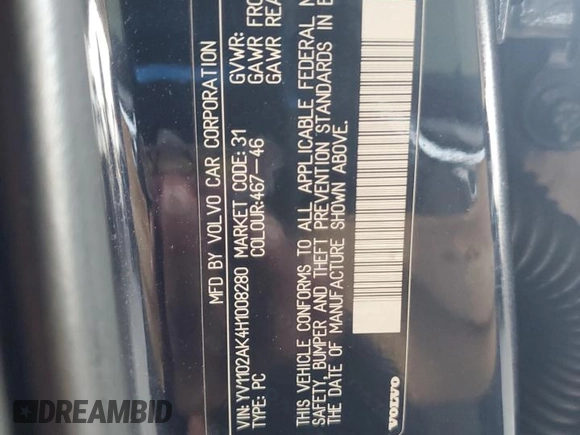 MFD BY VOLVO CAR CORPORATION
GVWR:
GAWR FRO
GAWR REA
VIN: YV1102AK4H1008280 MARKET CODE: 31
TYPE: PC COLOUR:467-46
THIS VEHICLE CONFORMS TO ALL APPLICABLE FEDERAL M
SAFETY, BUMPER AND THEFT PREVENTION STANDARDS IN E
THE DATE OF MANUFACTURE SHOWN ABOVE.
VOLVO
DREAMBID